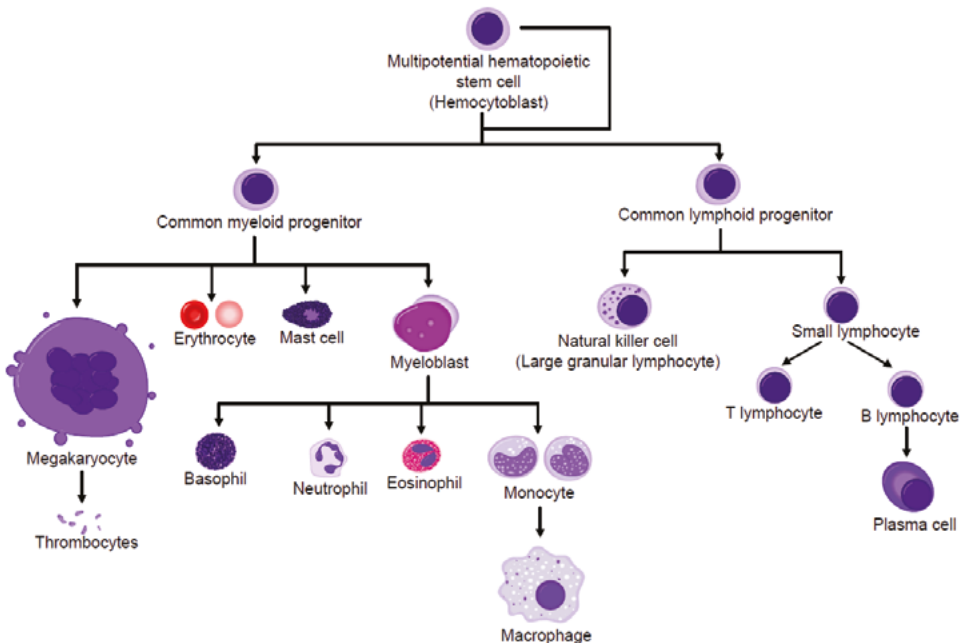 Multipotential hematopoietic
stem cell
(Hemocytoblast)
Common myeloid progenitor
Common lymphoid progenitor
Erythrocyte
Mast cell
Myeloblast
Natural killer cell
(Large granular lymphocyte)
Small lymphocyte
T lymphocyte
B lymphocyte
Megakaryocyte
Basophil
Neutrophil
Eosinophil
Monocyte
Plasma cell
Thrombocytes
Macrophage